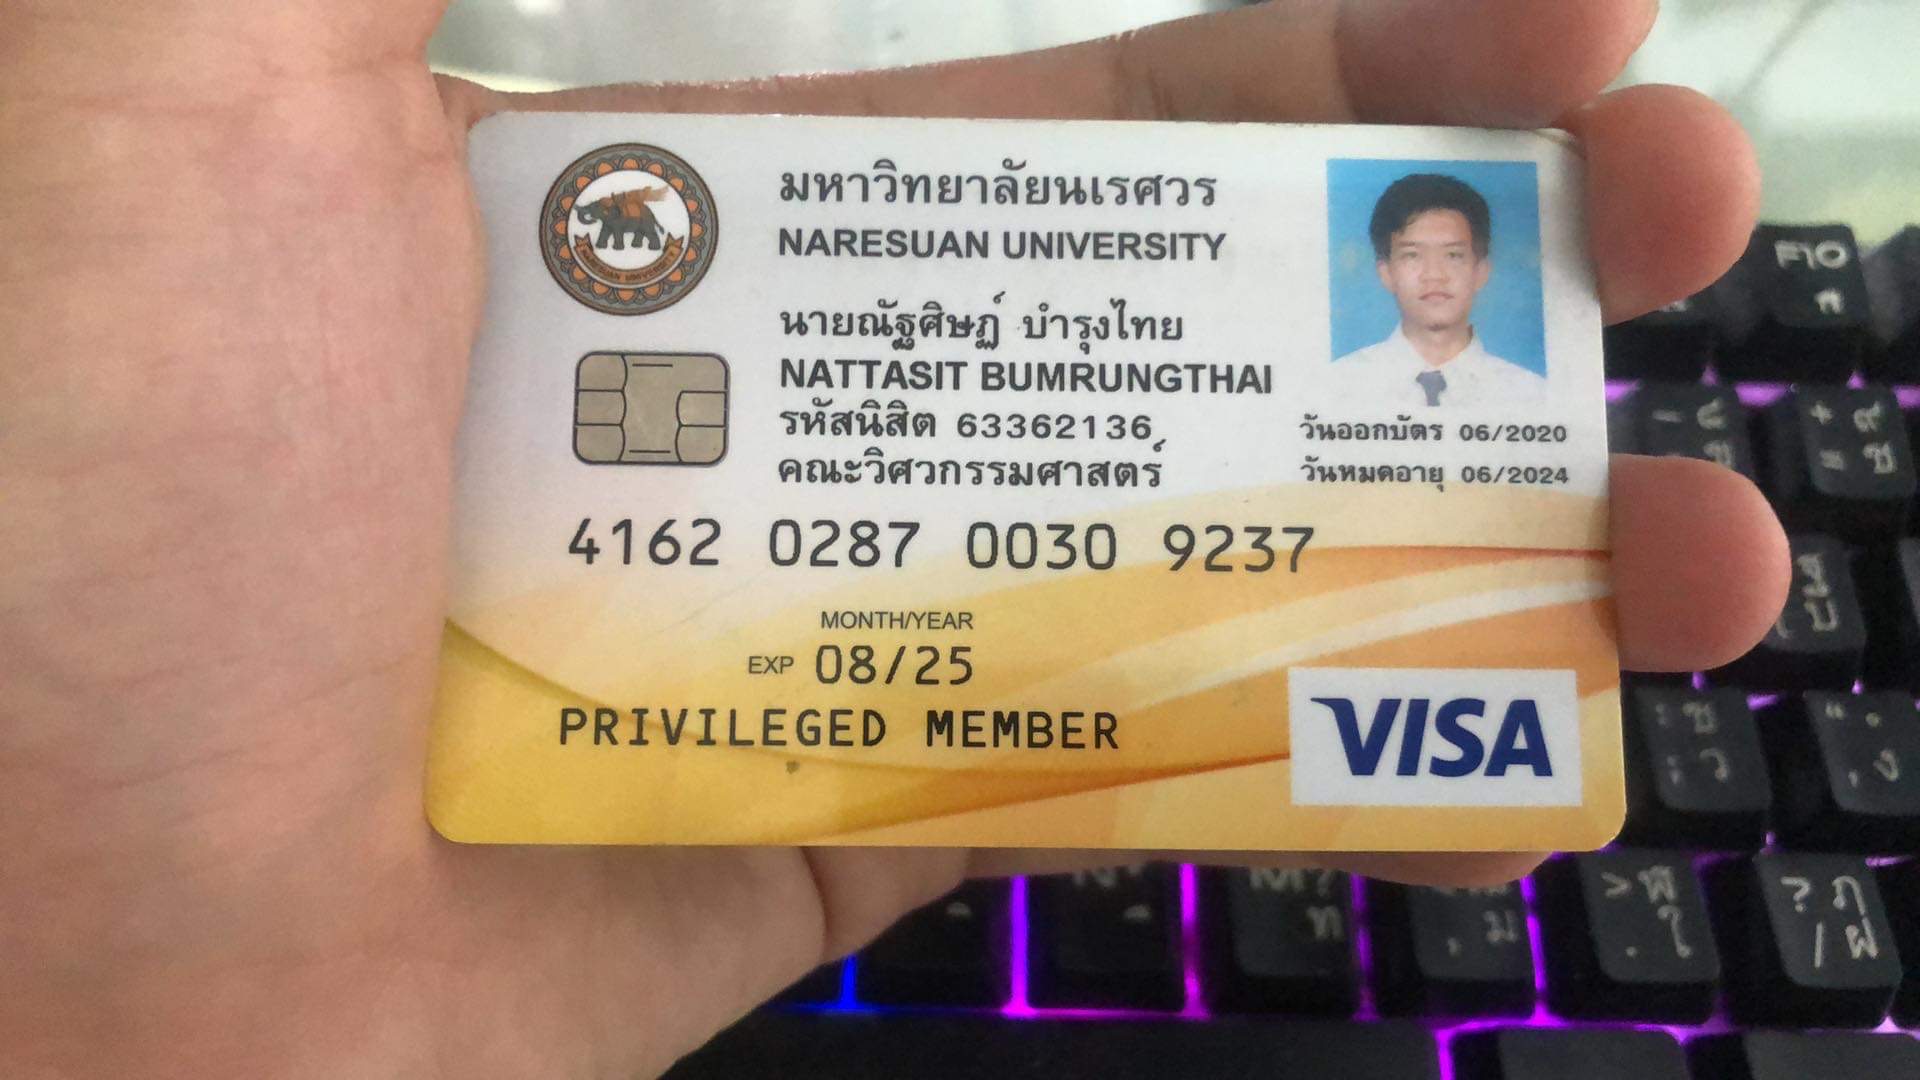 มหาวิทยาลัยนเรศวร
NARESUAN UNIVERSITY
NARESUAN UNIVERSITY
นายณัฐศิษฏ์ บำรุงไทย
NATTASIT BUMRUNGTHAI
รหัสนิสิต 63362136
คณะวิศวกรรมศาสตร์
วันออกบัตร 06/2020
วันหมดอายุ 06/2024
4162 0287 0030 9237
MONTH/YEAR
EXP 08/25
PRIVILEGED MEMBER
VISA
F10